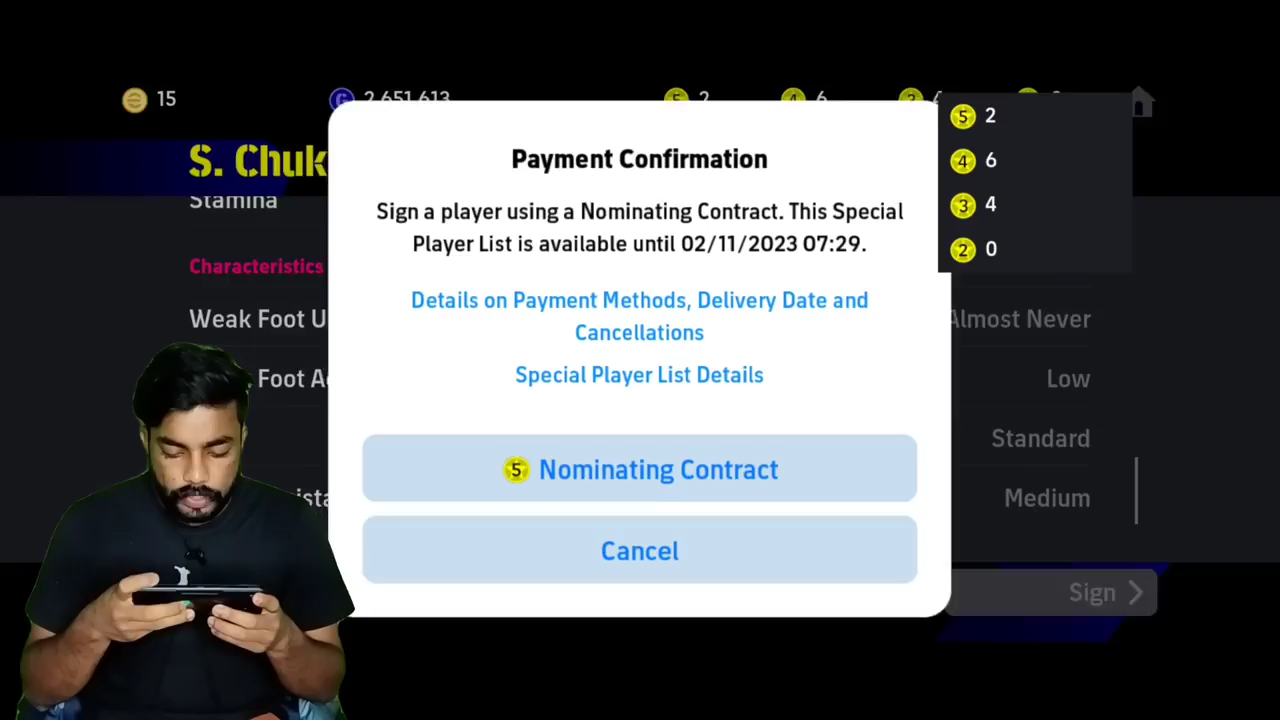 15
2,651,613
5 2
4 6
5 2
4 6
3 4
2 0
S. Chuk
Stamina
Characteristics
Weak Foot U
Almost Never
Foot A
Low
Standard
Medium
Payment Confirmation
Sign a player using a Nominating Contract. This Special
Player List is available until 02/11/2023 07:29.
Details on Payment Methods, Delivery Date and
Cancellations
Special Player List Details
5 Nominating Contract
Cancel
Sign